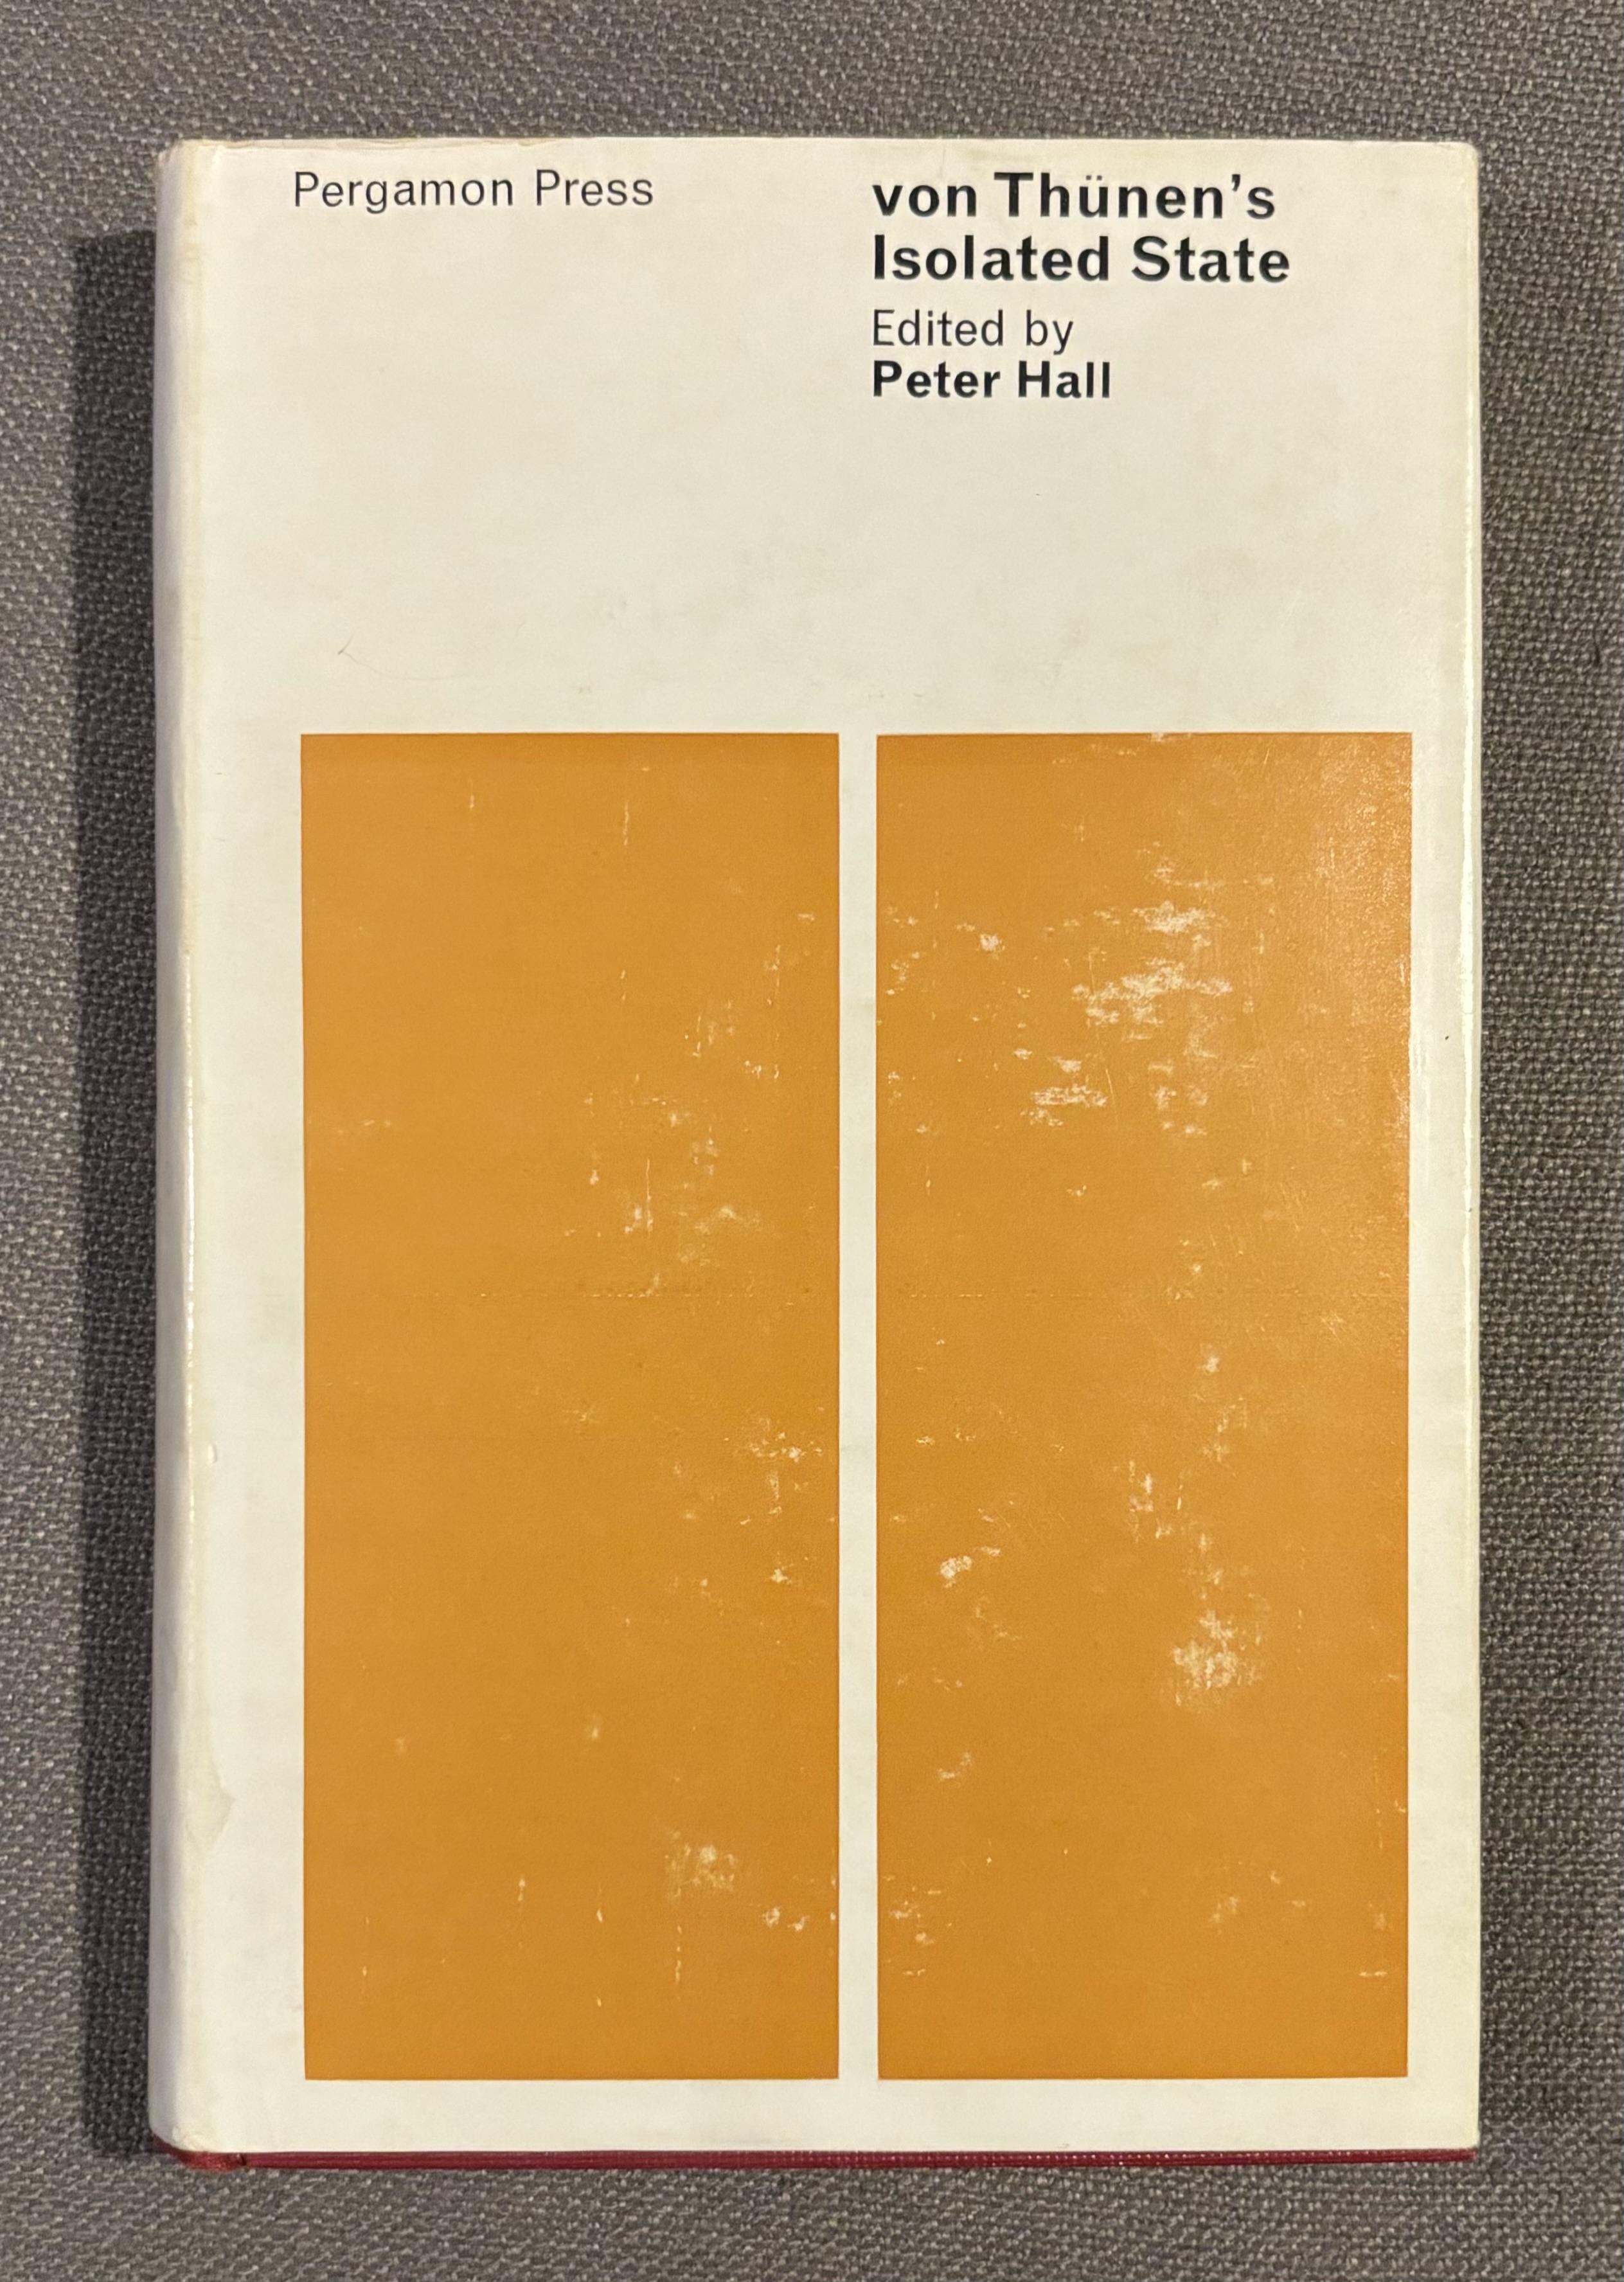 Pergamon Press
von Thünen’s
Isolated State
Edited by
Peter Hall